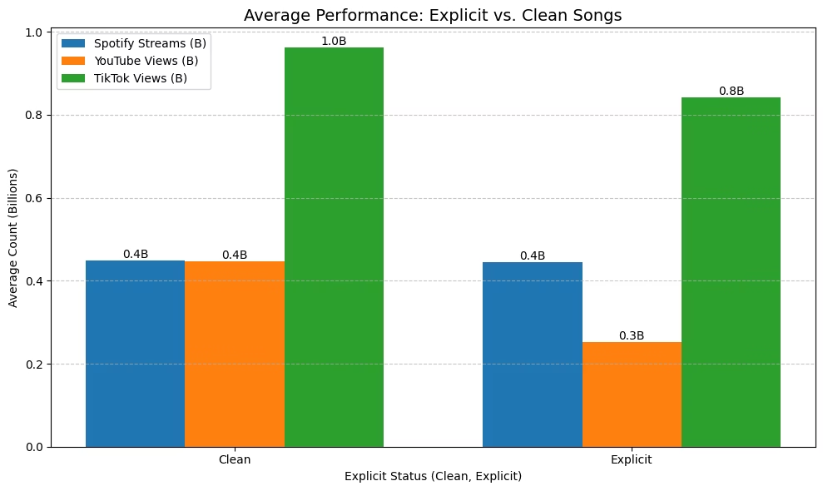 Average Performance: Explicit vs. Clean Songs
Spotify Streams (B)
YouTube Views (B)
TikTok Views (B)
1.0
0.8
0.6
0.4
0.2
0.0
Average Count (Billions)
0.4B
0.4B
1.0B
0.4B
0.3B
0.8B
Clean
Explicit
Explicit Status (Clean, Explicit)